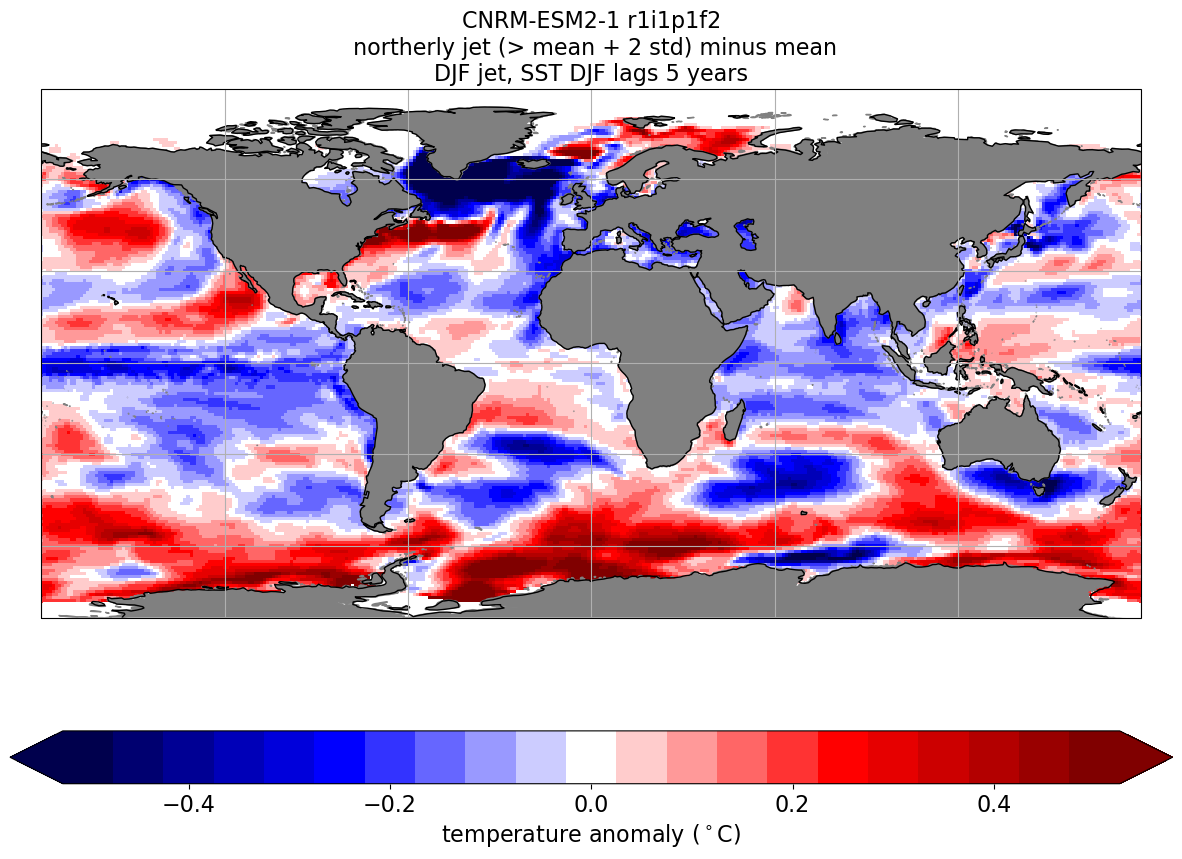 CNRM-ESM2-1 r1i1p1f2
northerly jet (> mean + 2 std) minus mean
DJF jet, SST DJF lags 5 years
−0.4 −0.2 0.0 0.2 0.4
temperature anomaly (°C)